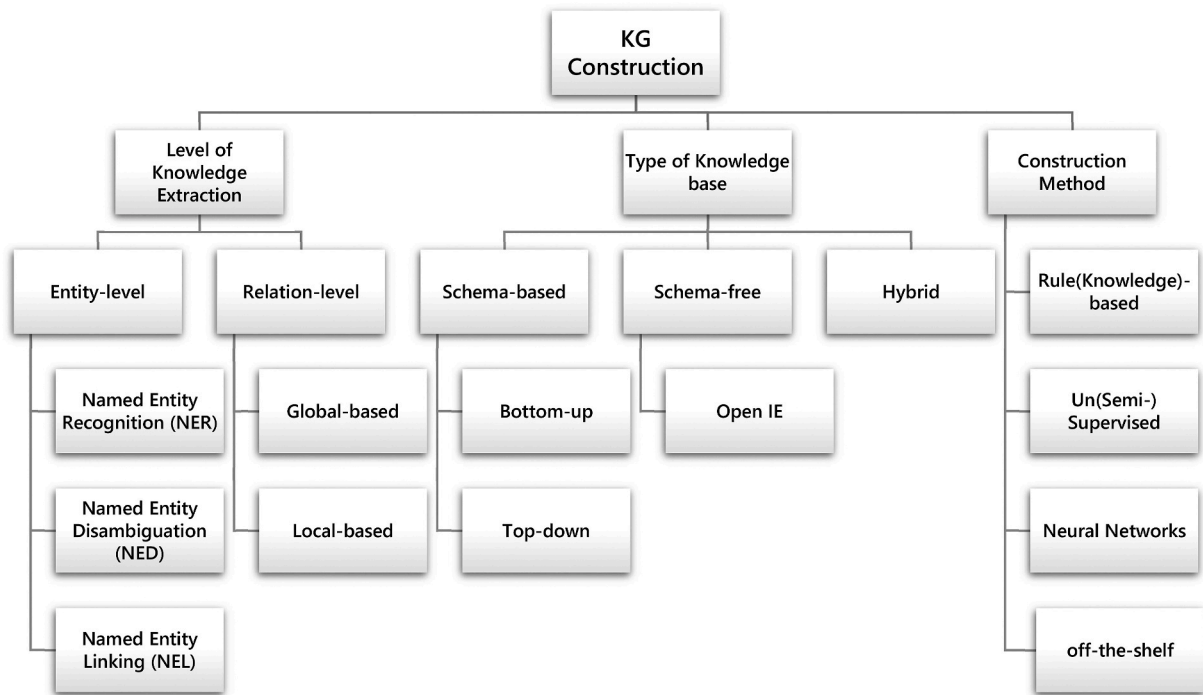 KG
Construction
Level of
Knowledge
Extraction
Type of Knowledge
base
Construction
Method
Entity-level
Relation-level
Schema-based
Schema-free
Hybrid
Rule(Knowledge)-
based
Named Entity
Recognition (NER)
Global-based
Bottom-up
Open IE
Un(Semi-)
Supervised
Named Entity
Disambiguation
(NED)
Local-based
Top-down
Neural Networks
Named Entity
Linking (NEL)
off-the-shelf